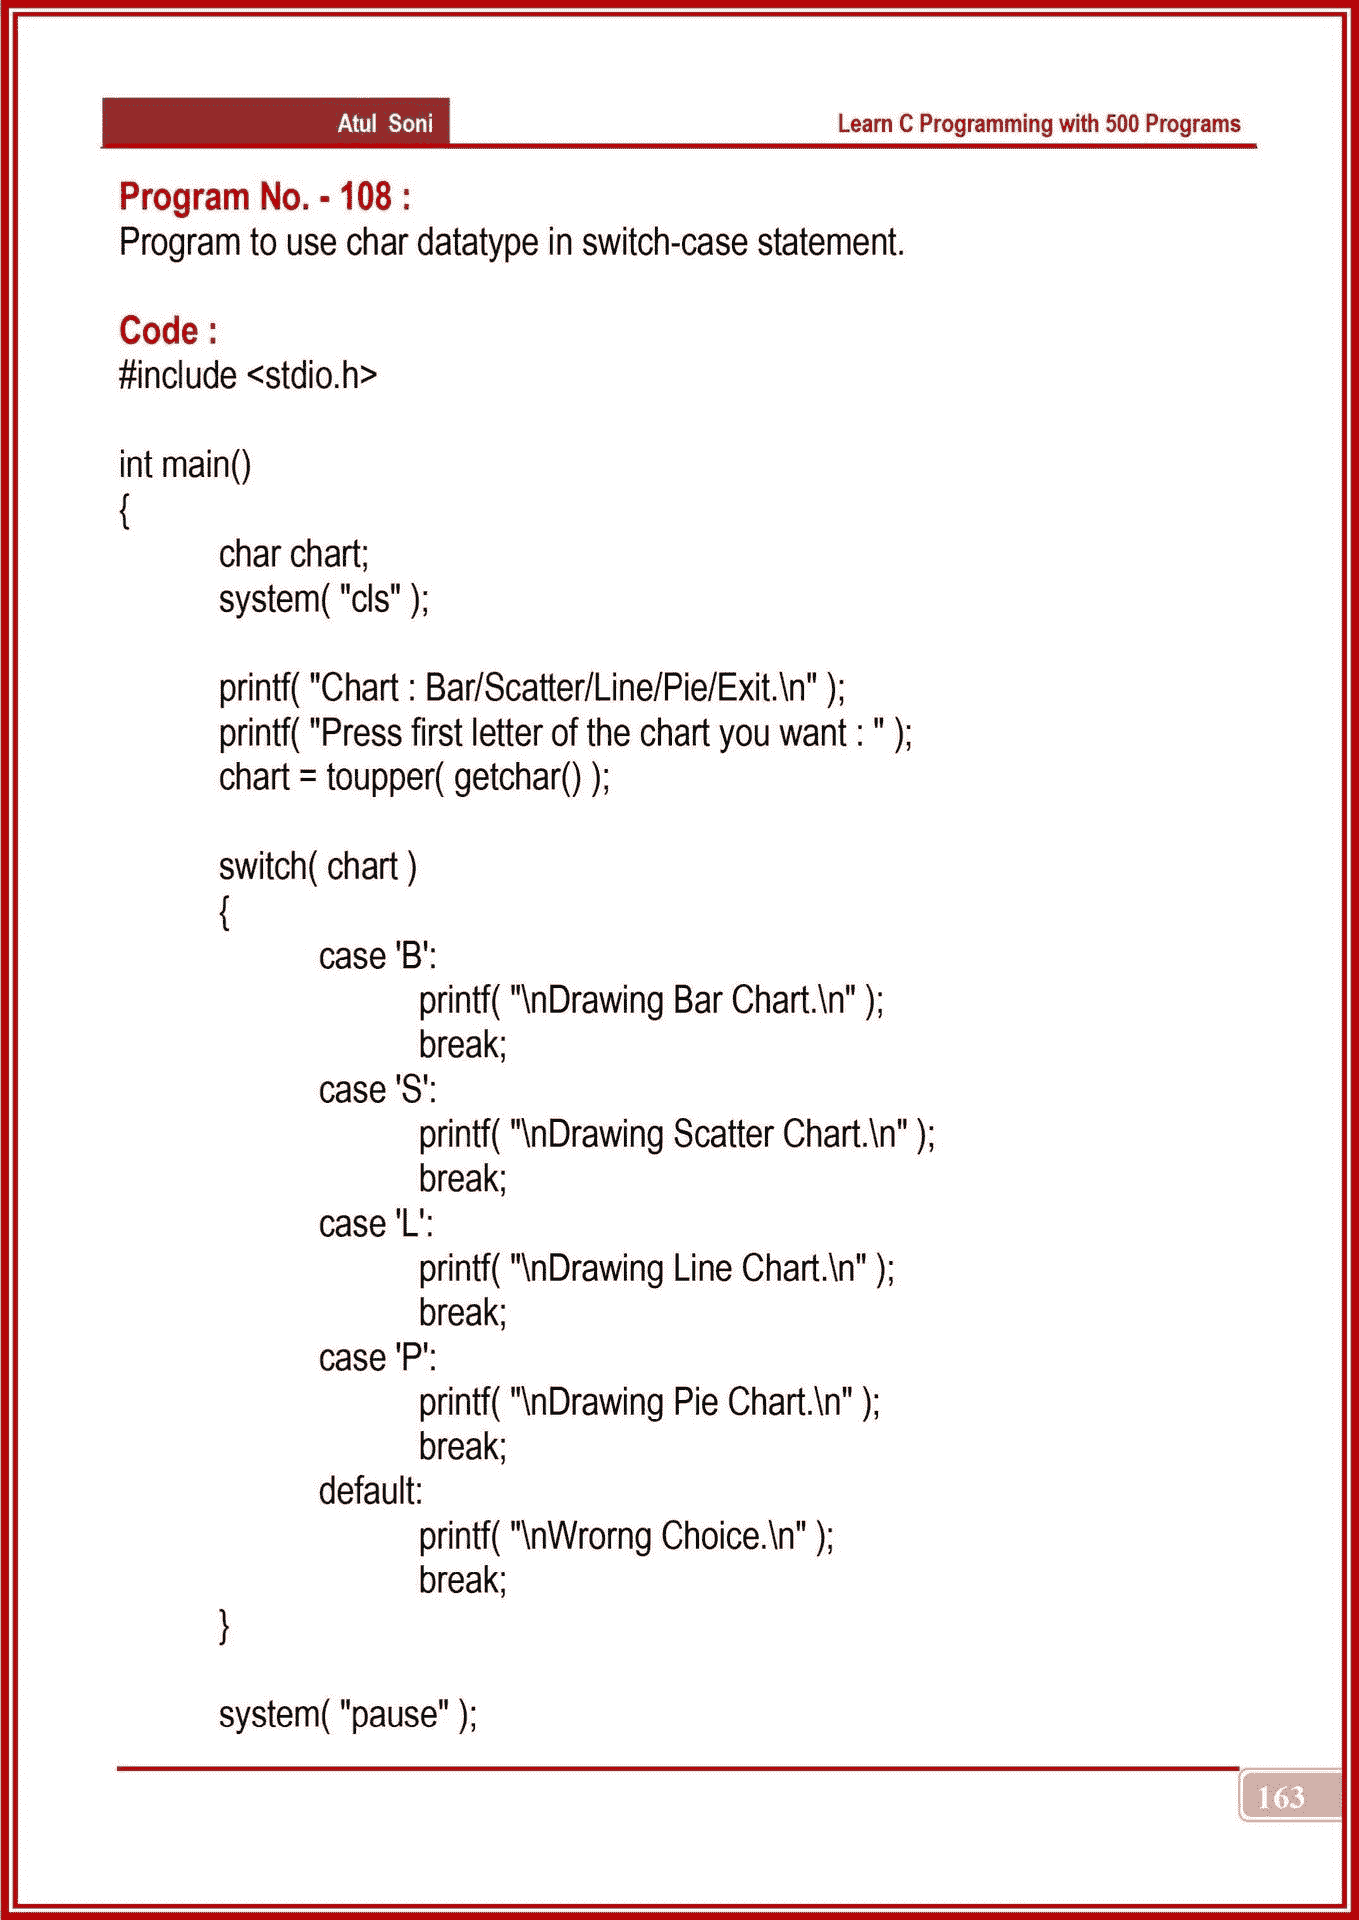 Atul Soni
Learn C Programming with 500 Programs
Program No. - 108 :
Program to use char datatype in switch-case statement.
Code :
#include <stdio.h>
int main()
{
char chart;
system( "cls" );
printf( "Chart : Bar/Scatter/Line/Pie/Exit.\n" );
printf( "Press first letter of the chart you want : " );
chart = toupper( getchar() );
switch( chart )
{
case 'B':
printf( "\nDrawing Bar Chart.\n" );
break;
case 'S':
printf( "\nDrawing Scatter Chart.\n" );
break;
case 'L':
printf( "\nDrawing Line Chart.\n" );
break;
case 'P':
printf( "\nDrawing Pie Chart.\n" );
break;
default:
printf( "\nWrorng Choice.\n" );
break;
}
system( "pause" );
163